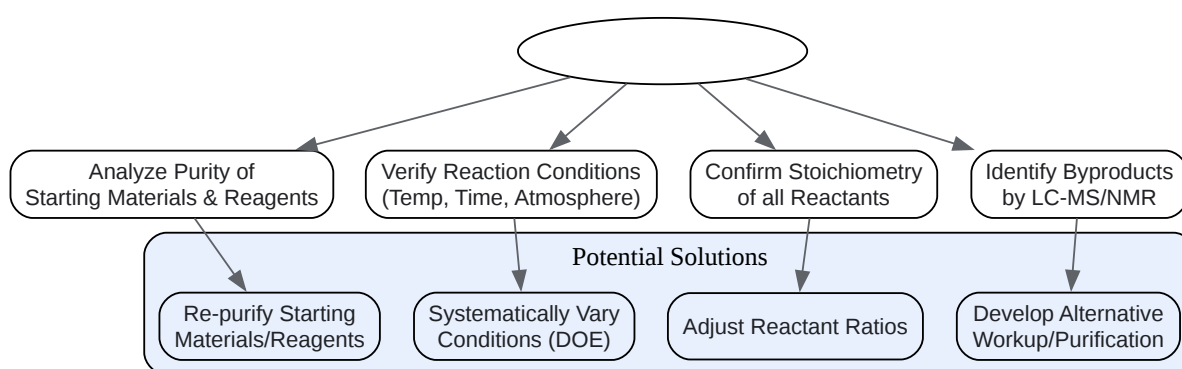 Analyze Purity of
Starting Materials & Reagents
Verify Reaction Conditions
(Temp, Time, Atmosphere)
Confirm Stoichiometry
of all Reactants
Identify Byproducts
by LC-MS/NMR
Potential Solutions
Re-purify Starting
Materials/Reagents
Systematically Vary
Conditions (DOE)
Adjust Reactant Ratios
Develop Alternative
Workup/Purification